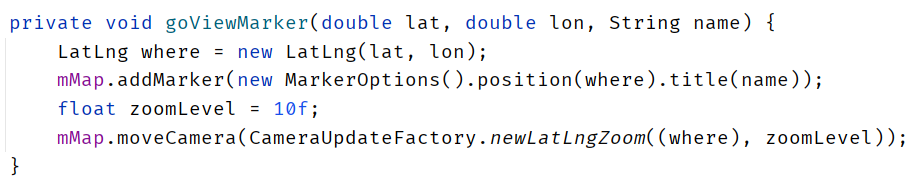 private void goViewMarker(double lat, double lon, String name) {
    LatLng where = new LatLng(lat, lon);
    mMap.addMarker(new MarkerOptions().position(where).title(name));
    float zoomLevel = 10f;
    mMap.moveCamera(CameraUpdateFactory.newLatLngZoom((where), zoomLevel));
}